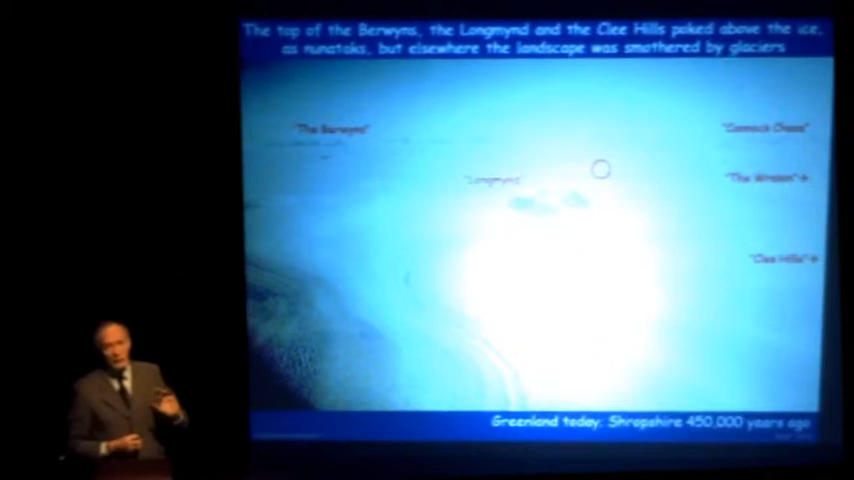 The top of the Berwyns, the Longmynd and the Clee Hills poked above the ice,
as nunataks, but elsewhere the landscape was smothered by glaciers
"The Berwyns"
"Cannock Chase"
"Longmynd"
"The Wrekin"→
"Clee Hills"→
Greenland today: Shropshire 450,000 years ago